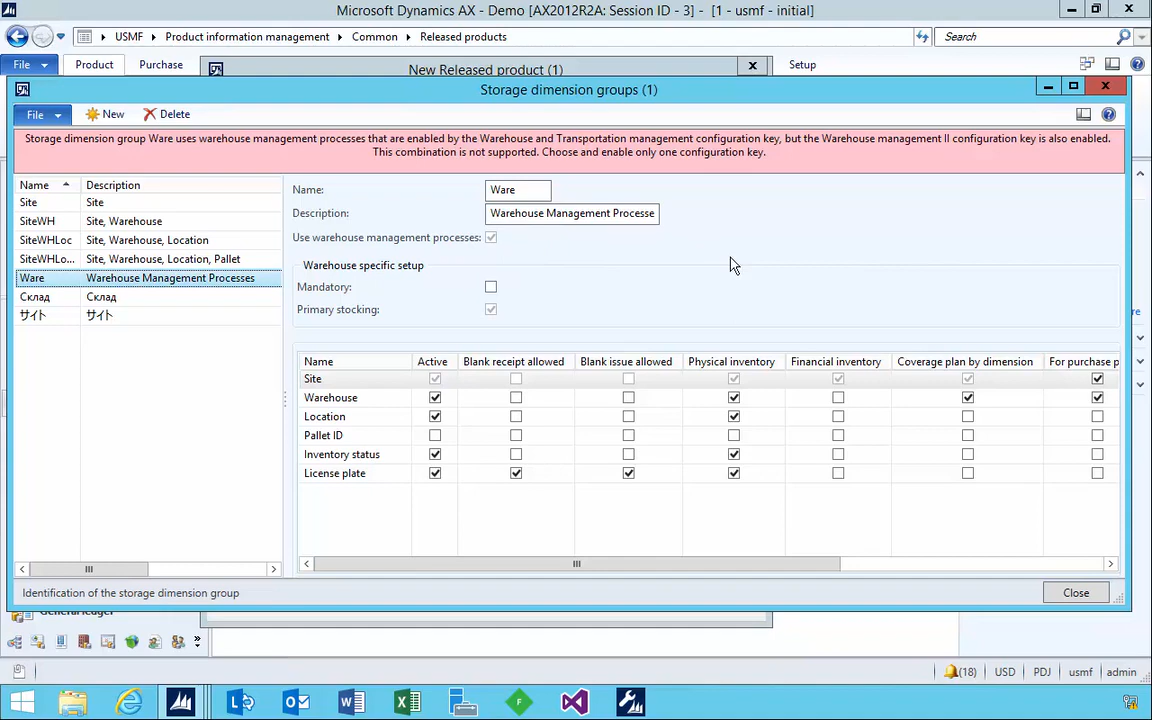 Microsoft Dynamics AX - Demo [AX2012R2A: Session ID - 3] - [1 - usmf - initial]
USMF Product information management Common Released products
Search
File Product Purchase Setup
New Released product (1)
Storage dimension groups (1)
File New Delete
Storage dimension group Ware uses warehouse management processes that are enabled by the Warehouse and Transportation management configuration key, but the Warehouse management II configuration key is also enabled.
This combination is not supported. Choose and enable only one configuration key.
Name Description
Site Site
SiteWH Site, Warehouse
SiteWHLoc Site, Warehouse, Location
SiteWHLo... Site, Warehouse, Location, Pallet
Ware Warehouse Management Processes
Склад Склад
サイト サイト
Name: Ware
Description: Warehouse Management Processe
Use warehouse management processes:
Warehouse specific setup
Mandatory:
Primary stocking:
Name Active Blank receipt allowed Blank issue allowed Physical inventory Financial inventory Coverage plan by dimension For purchase p
Site
Warehouse
Location
Pallet ID
Inventory status
License plate
Identification of the storage dimension group
Close
General ledger
(18) USD PDJ usmf admin